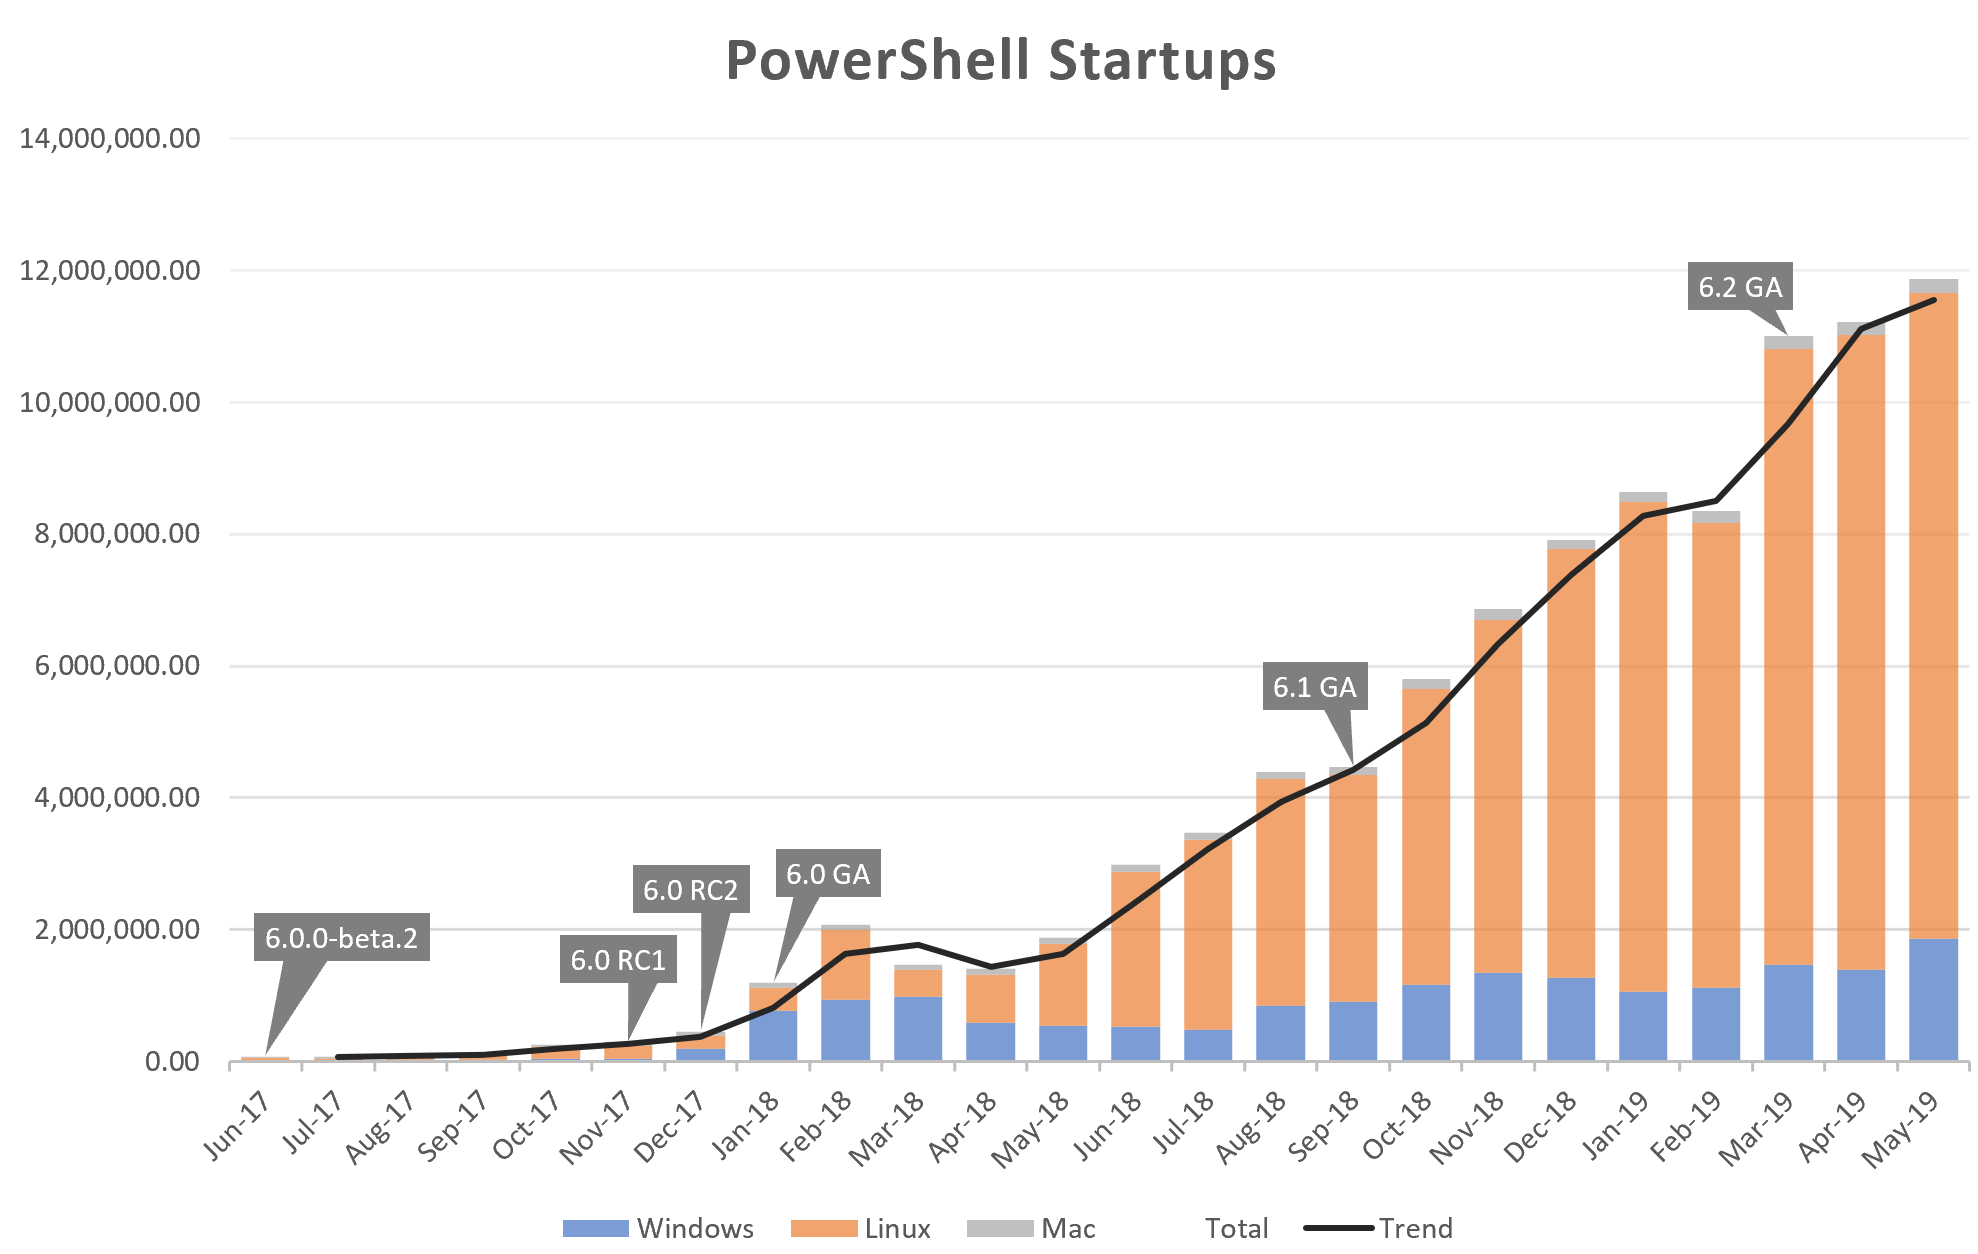 PowerShell Startups
14,000,000.00
12,000,000.00
10,000,000.00
8,000,000.00
6,000,000.00
4,000,000.00
2,000,000.00
0.00
6.0.0-beta.2
6.0 RC1
6.0 RC2
6.0 GA
6.1 GA
6.2 GA
Jun-17
Jul-17
Aug-17
Sep-17
Oct-17
Nov-17
Dec-17
Jan-18
Feb-18
Mar-18
Apr-18
May-18
Jun-18
Jul-18
Aug-18
Sep-18
Oct-18
Nov-18
Dec-18
Jan-19
Feb-19
Mar-19
Apr-19
May-19
Windows Linux Mac Total Trend